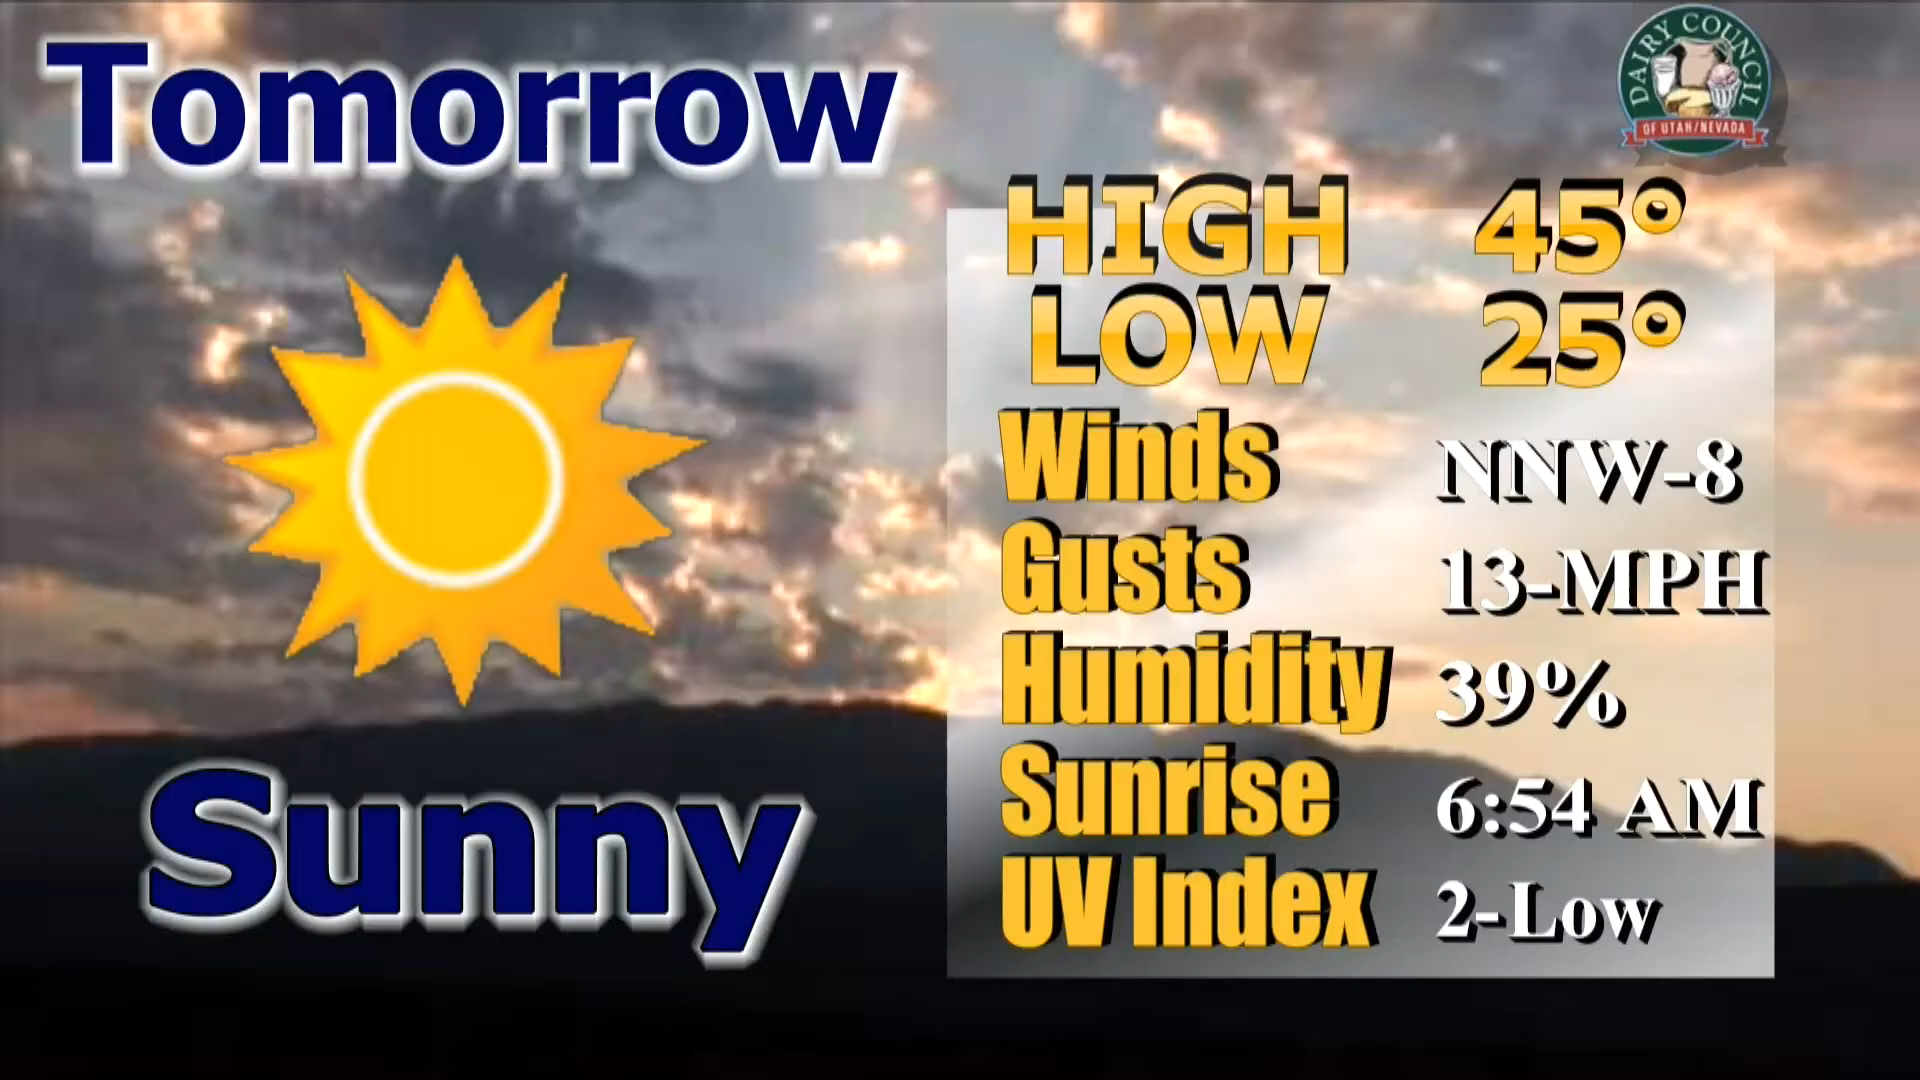 Tomorrow
DAIRY COUNCIL
OF UTAH/NEVADA
HIGH 45°
LOW 25°
Winds NNW-8
Gusts 13-MPH
Humidity 39%
Sunrise 6:54 AM
UV Index 2-Low
Sunny